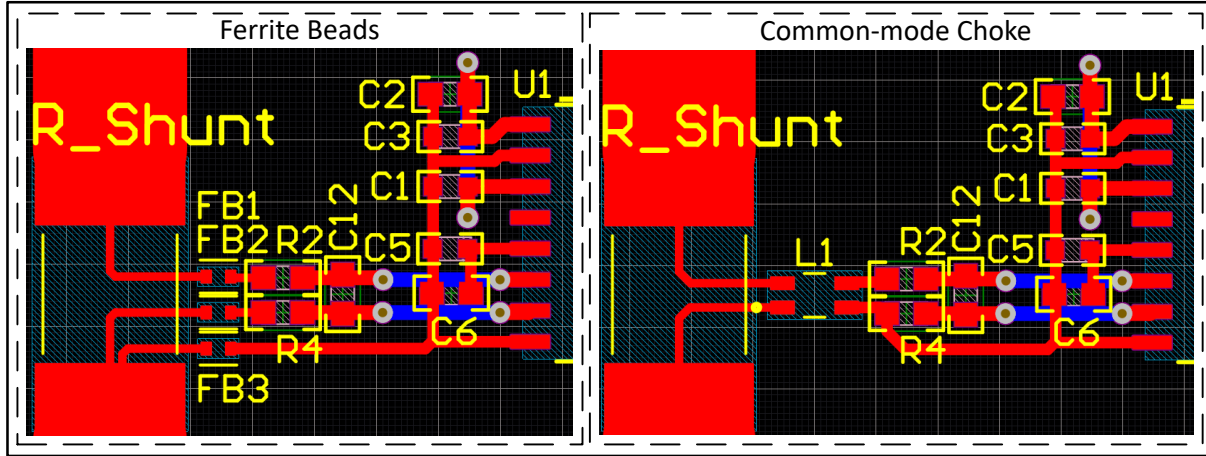 Ferrite Beads
R_Shunt
FB1
FB2
FB3
R2
R4
C12
C2
C3
C1
C5
C6
U1
Common-mode Choke
R_Shunt
L1
R2
R4
C12
C2
C3
C1
C5
C6
U1